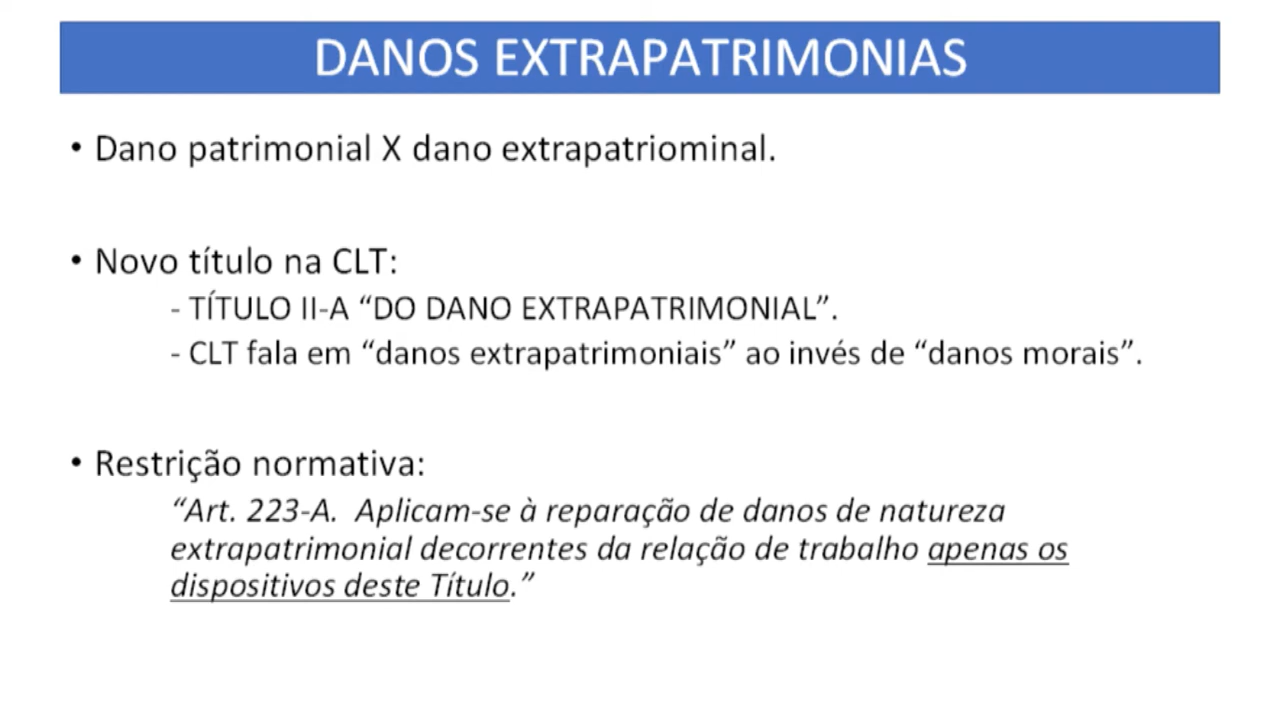 DANOS EXTRAPATRIMONIAS
• Dano patrimonial X dano extrapatriominal.
• Novo título na CLT:
- TÍTULO II-A “DO DANO EXTRAPATRIMONIAL”.
- CLT fala em “danos extrapatrimoniais” ao invés de “danos morais”.
• Restrição normativa:
“Art. 223-A. Aplicam-se à reparação de danos de natureza
extrapatrimonial decorrentes da relação de trabalho apenas os
dispositivos deste Título.”